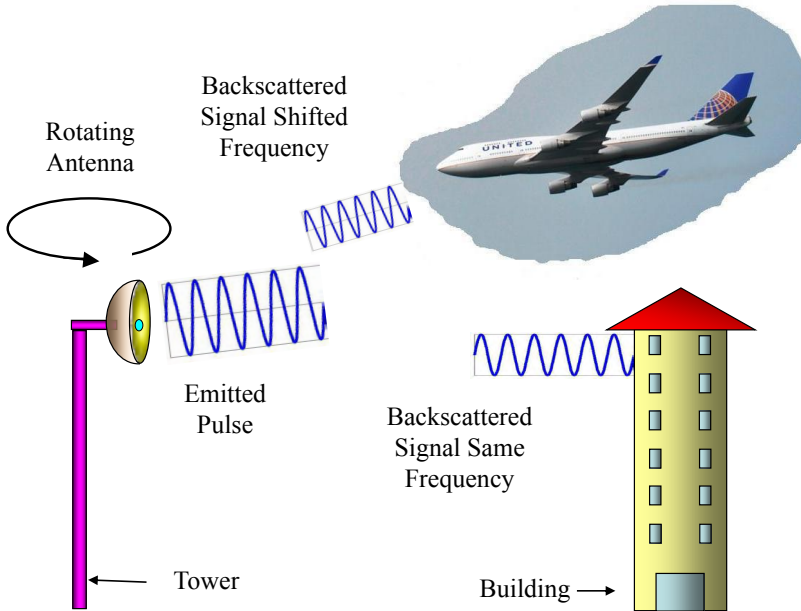 Backscattered
Signal Shifted
Frequency
Rotating
Antenna
UNITED
Emitted
Pulse
Backscattered
Signal Same
Frequency
Tower
Building